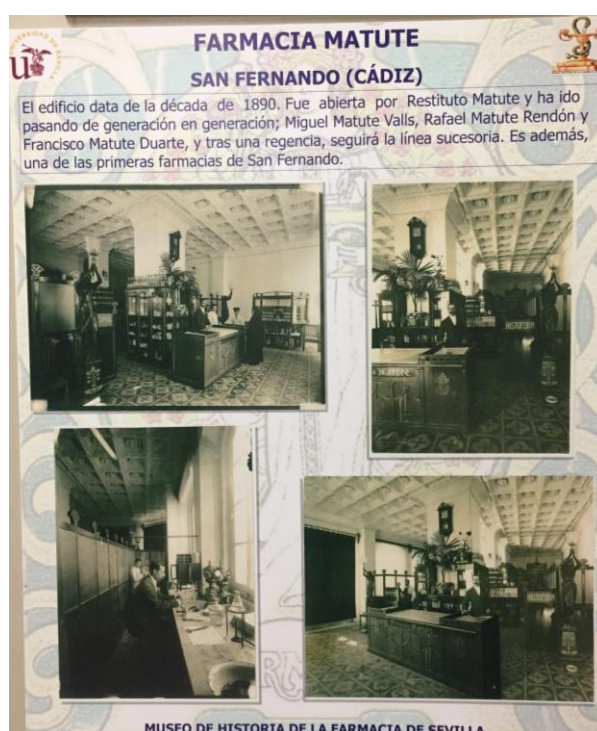 UNIVERSIDAD DE SEVILLA
FARMACIA MATUTE
SAN FERNANDO (CÁDIZ)
El edificio data de la década de 1890. Fue abierta por Restituto Matute y ha ido
pasando de generación en generación; Miguel Matute Valls, Rafael Matute Rendón y
Francisco Matute Duarte, y tras una regencia, seguirá la línea sucesoria. Es además,
una de las primeras farmacias de San Fernando.
MUSEO DE HISTORIA DE LA FARMACIA DE SEVILLA